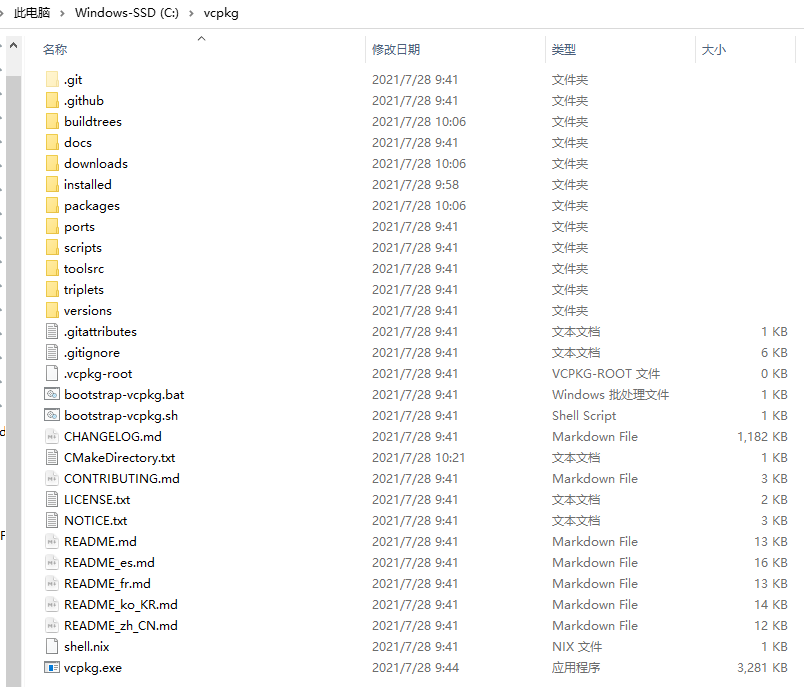 此电脑 > Windows-SSD (C:) > vcpkg
名称 修改日期 类型 大小
.git 2021/7/28 9:41 文件夹
.github 2021/7/28 9:41 文件夹
buildtrees 2021/7/28 10:06 文件夹
docs 2021/7/28 9:41 文件夹
downloads 2021/7/28 10:06 文件夹
installed 2021/7/28 9:58 文件夹
packages 2021/7/28 10:06 文件夹
ports 2021/7/28 9:41 文件夹
scripts 2021/7/28 9:41 文件夹
toolsrc 2021/7/28 9:41 文件夹
triplets 2021/7/28 9:41 文件夹
versions 2021/7/28 9:41 文件夹
.gitattributes 2021/7/28 9:41 文本文档 1 KB
.gitignore 2021/7/28 9:41 文本文档 6 KB
.vcpkg-root 2021/7/28 9:41 VCPKG-ROOT 文件 0 KB
bootstrap-vcpkg.bat 2021/7/28 9:41 Windows 批处理文件 1 KB
bootstrap-vcpkg.sh 2021/7/28 9:41 Shell Script 1 KB
CHANGELOG.md 2021/7/28 9:41 Markdown File 1,182 KB
CMakeDirectory.txt 2021/7/28 10:21 文本文档 1 KB
CONTRIBUTING.md 2021/7/28 9:41 Markdown File 3 KB
LICENSE.txt 2021/7/28 9:41 文本文档 2 KB
NOTICE.txt 2021/7/28 9:41 文本文档 3 KB
README.md 2021/7/28 9:41 Markdown File 13 KB
README_es.md 2021/7/28 9:41 Markdown File 16 KB
README_fr.md 2021/7/28 9:41 Markdown File 13 KB
README_ko_KR.md 2021/7/28 9:41 Markdown File 14 KB
README_zh_CN.md 2021/7/28 9:41 Markdown File 12 KB
shell.nix 2021/7/28 9:41 NIX 文件 1 KB
vcpkg.exe 2021/7/28 9:44 应用程序 3,281 KB